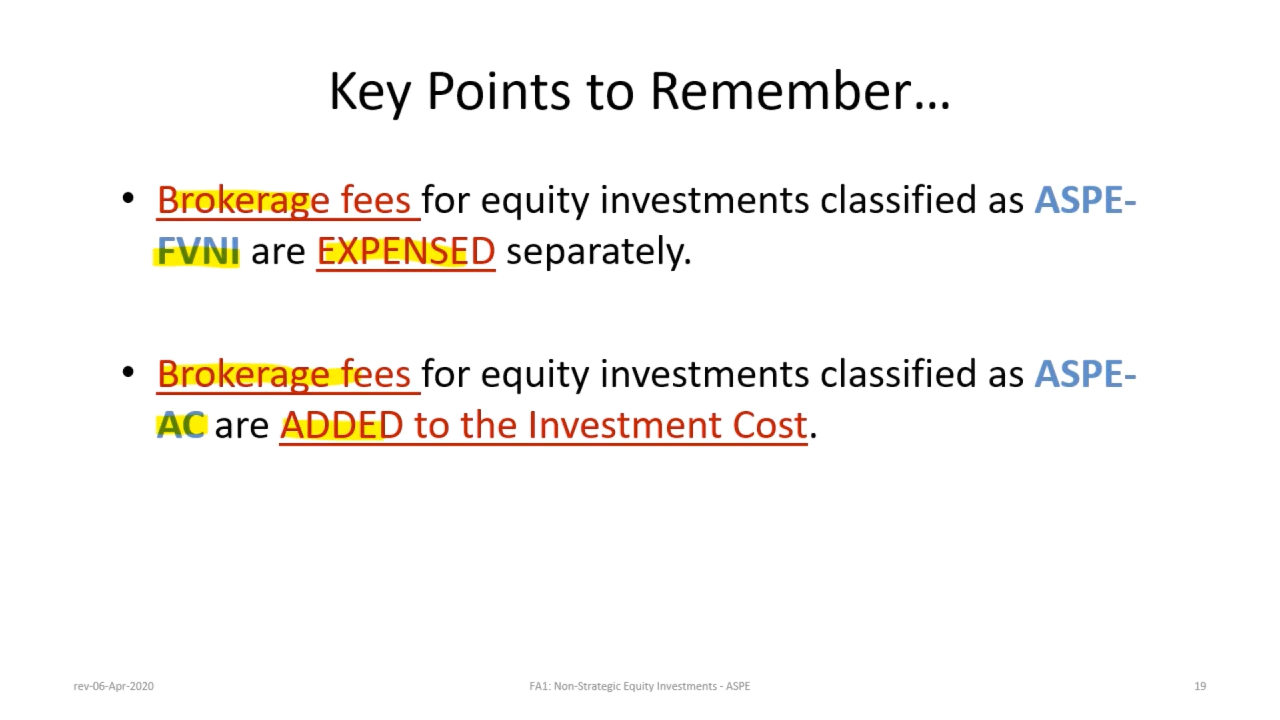 Key Points to Remember...
• Brokerage fees for equity investments classified as ASPE-
FVNI are EXPENSED separately.
• Brokerage fees for equity investments classified as ASPE-
AC are ADDED to the Investment Cost.
rev-06-Apr-2020
FA1: Non-Strategic Equity Investments - ASPE
19